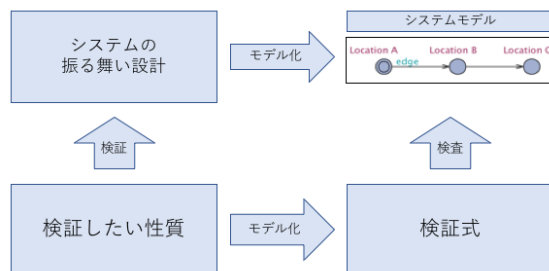 システムの
振る舞い設計
モデル化
システムモデル
Location A
Location B
Location C
edge
検証
検査
検証したい性質
モデル化
検証式